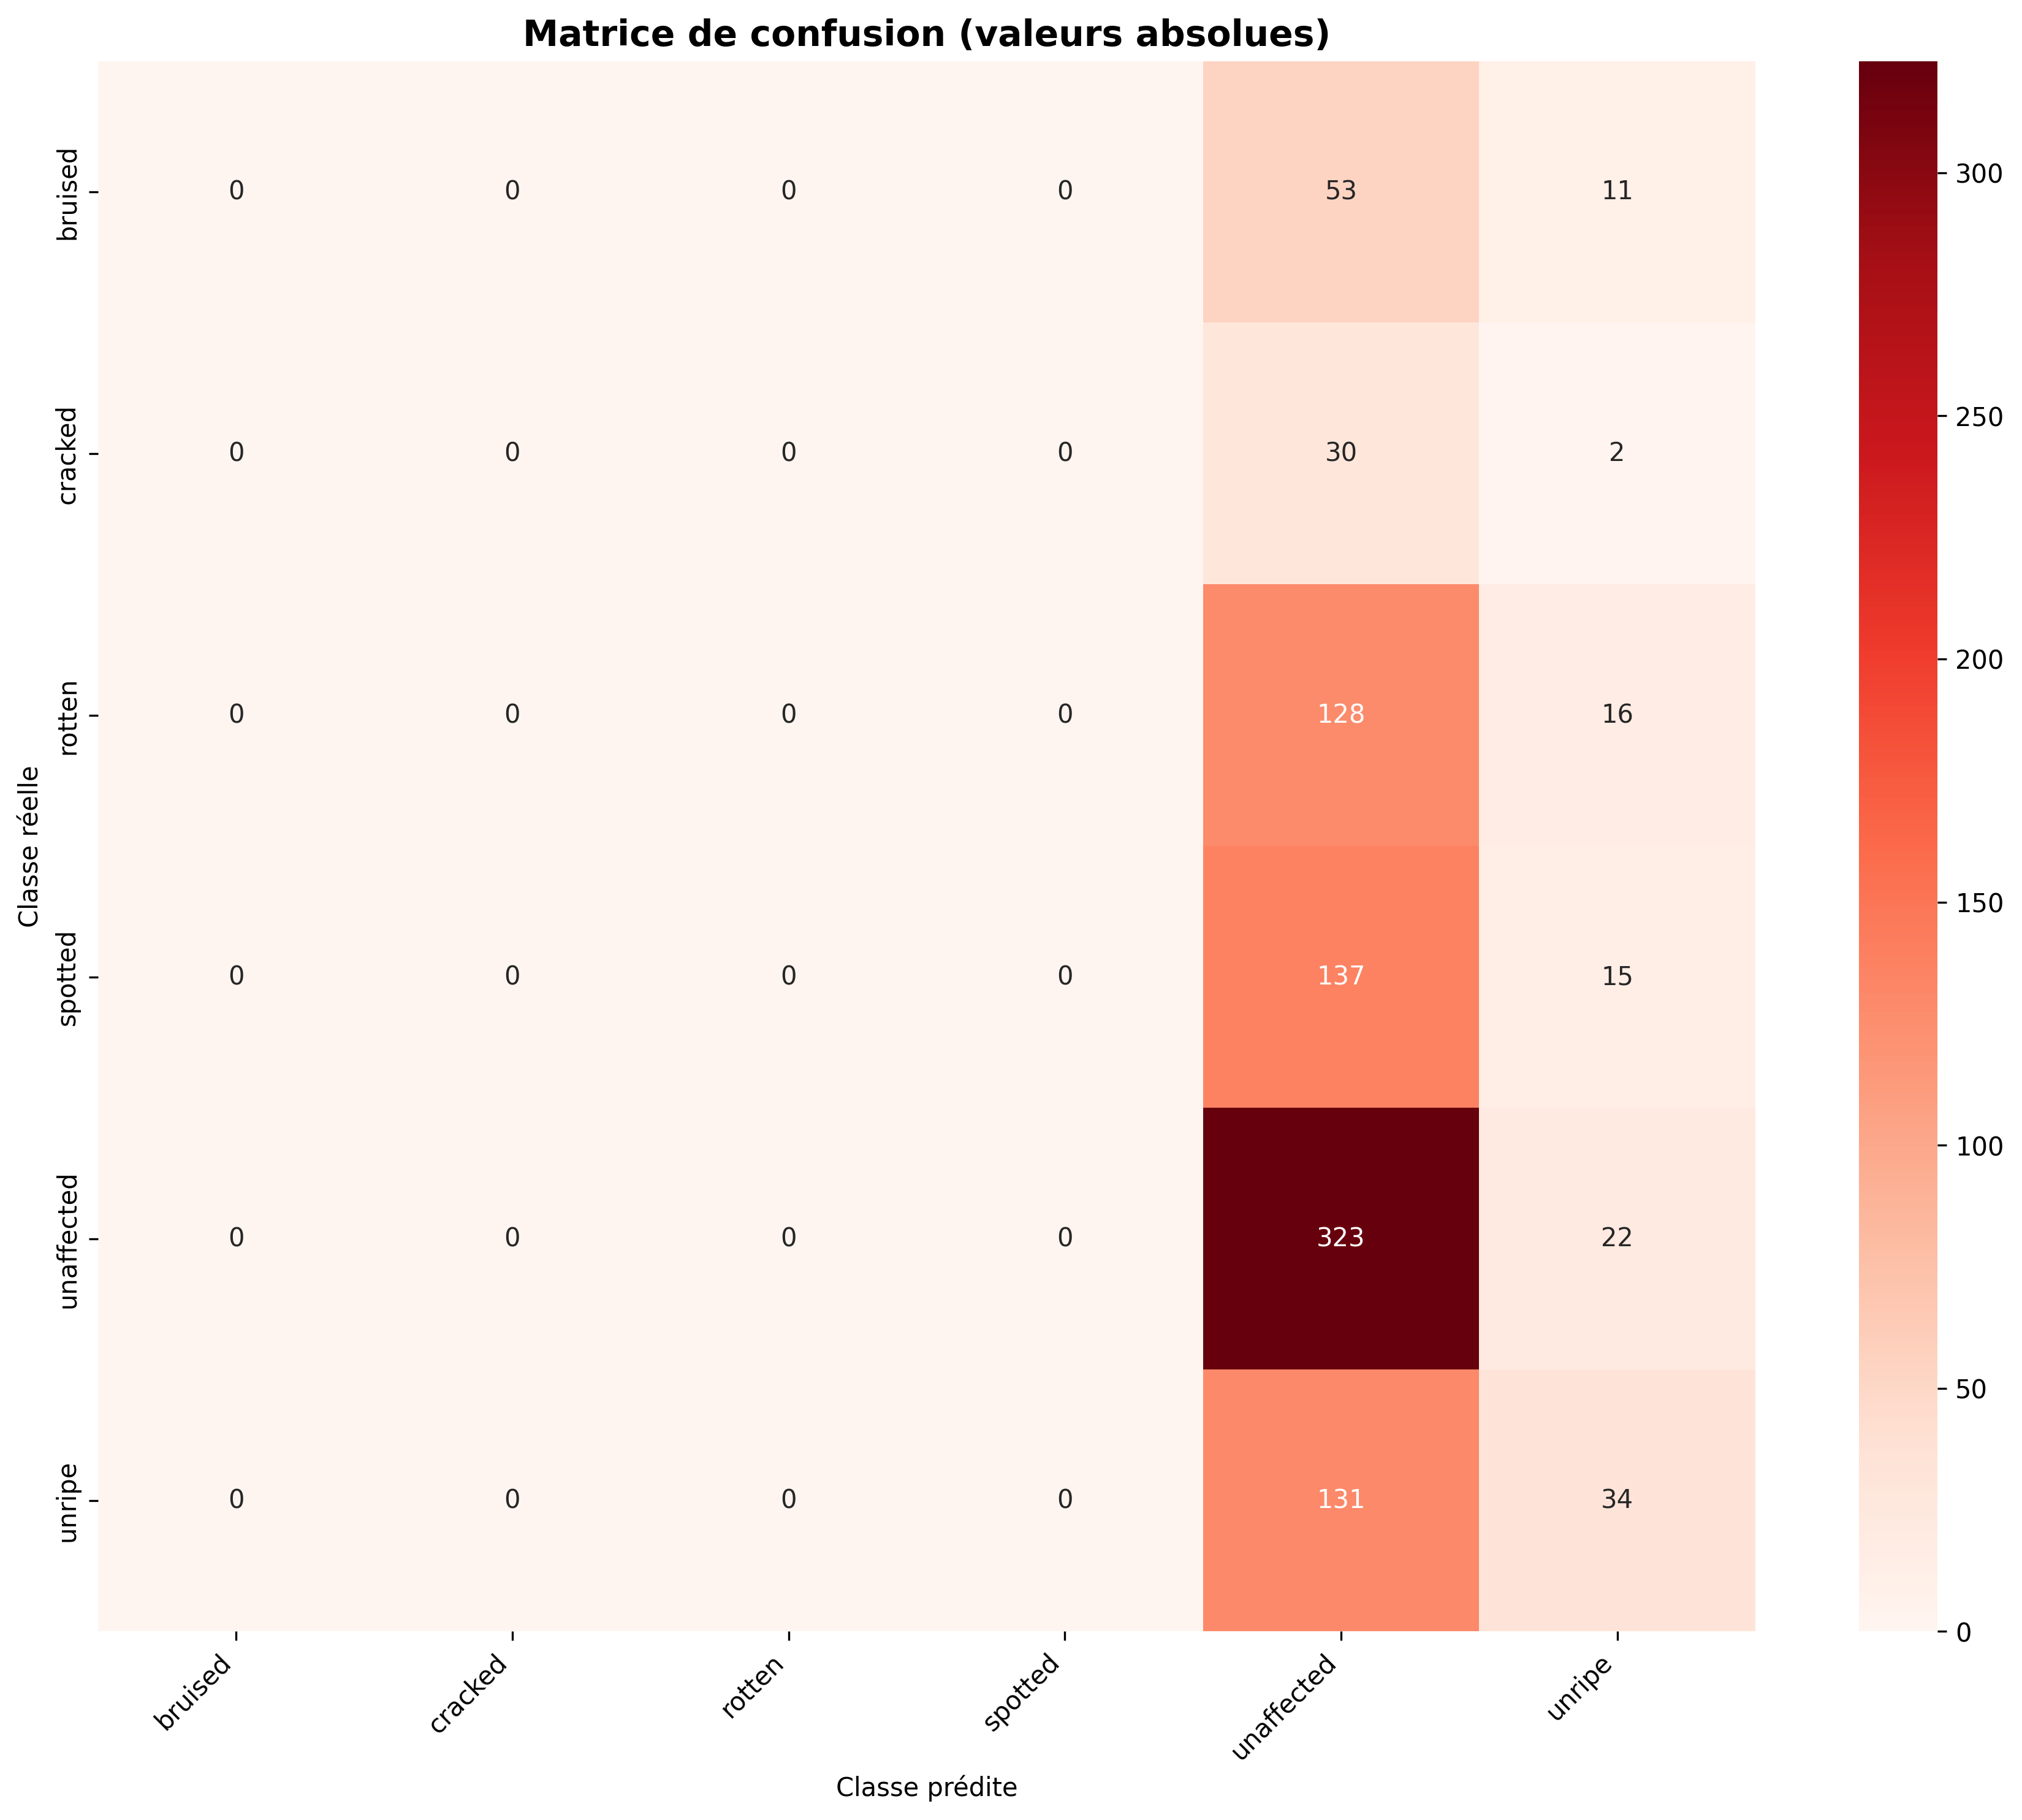 Matrice de confusion (valeurs absolues)
Classe réelle
bruised 0 0 0 0 53 11
cracked 0 0 0 0 30 2
rotten 0 0 0 0 128 16
spotted 0 0 0 0 137 15
unaffected 0 0 0 0 323 22
unripe 0 0 0 0 131 34
bruised cracked rotten spotted unaffected unripe
Classe prédite
300
250
200
150
100
50
0